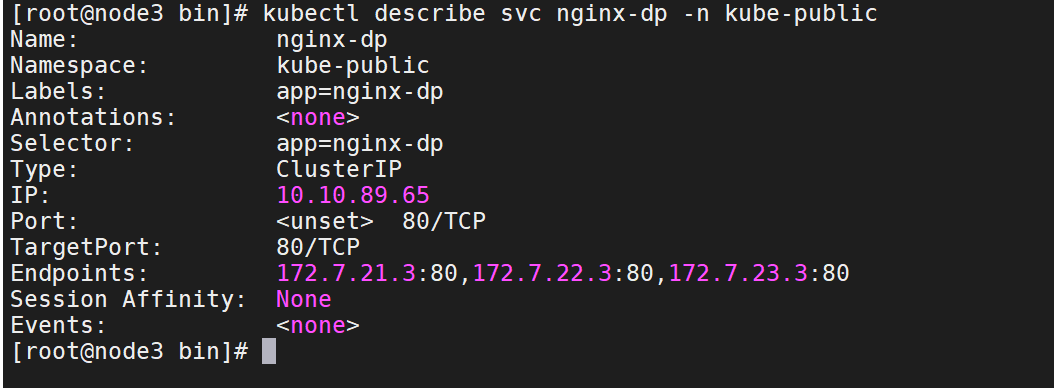 [root@node3 bin]# kubectl describe svc nginx-dp -n kube-public
Name:              nginx-dp
Namespace:         kube-public
Labels:            app=nginx-dp
Annotations:       <none>
Selector:          app=nginx-dp
Type:              ClusterIP
IP:                10.10.89.65
Port:              <unset>  80/TCP
TargetPort:        80/TCP
Endpoints:         172.7.21.3:80,172.7.22.3:80,172.7.23.3:80
Session Affinity:  None
Events:            <none>
[root@node3 bin]#